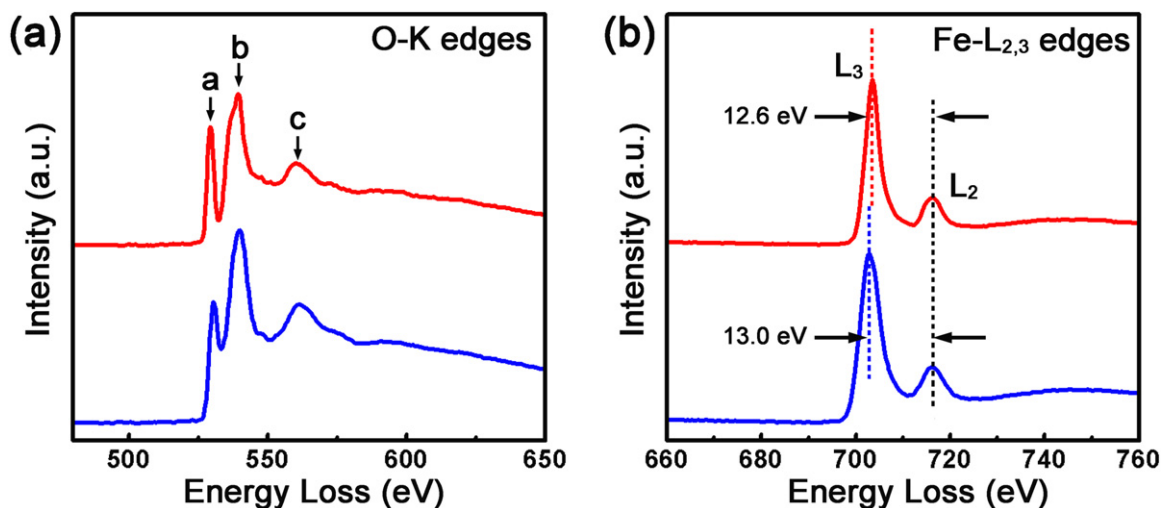 (a)
O-K edges
a
b
c
Intensity (a.u.)
500
550
600
650
Energy Loss (eV)
(b)
Fe-L2,3 edges
L3
12.6 eV
L2
13.0 eV
Intensity (a.u.)
660
680
700
720
740
760
Energy Loss (eV)